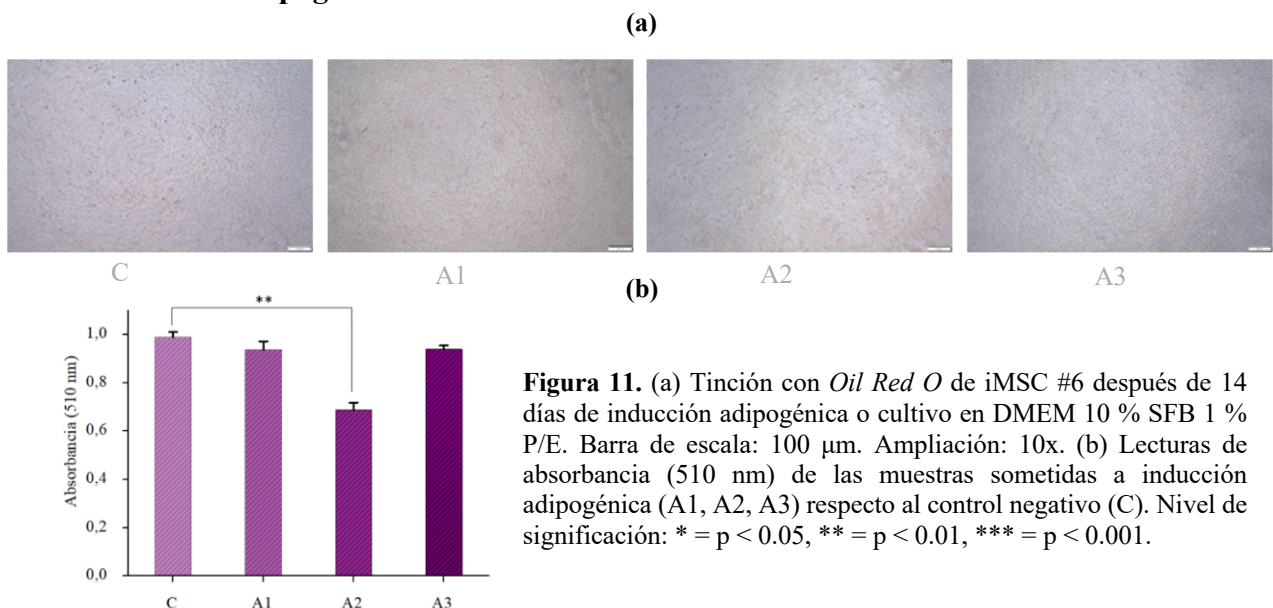 (a)
C A1 A2 A3
(b)
**
Absorbancia (510 nm)
1,0
0,8
0,6
0,4
0,2
0,0
C A1 A2 A3
Figura 11. (a) Tinción con Oil Red O de iMSC #6 después de 14
días de inducción adipogénica o cultivo en DMEM 10 % SFB 1 %
P/E. Barra de escala: 100 μm. Ampliación: 10x. (b) Lecturas de
absorbancia (510 nm) de las muestras sometidas a inducción
adipogénica (A1, A2, A3) respecto al control negativo (C). Nivel de
significación: * = p < 0.05, ** = p < 0.01, *** = p < 0.001.